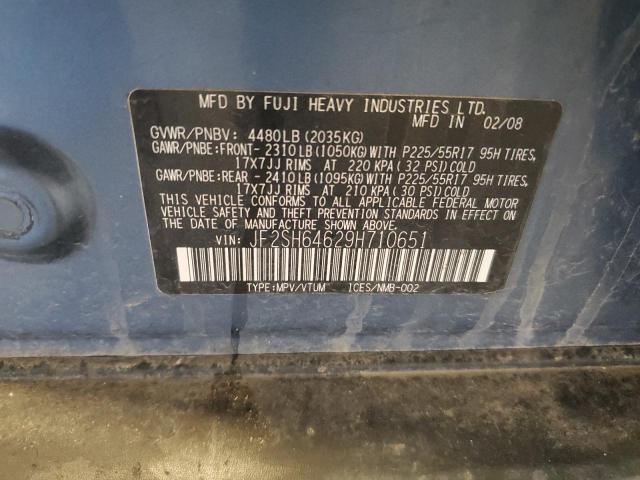 MFD BY FUJI HEAVY INDUSTRIES LTD.
MFD IN 02/08
GVWR/PNBV: 4480LB (2035KG)
GAWR/PNBE:FRONT- 2310LB (1050KG) WITH P225/55R17 95H TIRES,
17X7JJ RIMS AT 220 KPA (32 PSI) COLD
GAWR/PNBE:REAR - 2410LB (1095KG) WITH P225/55R17 95H TIRES,
17X7JJ RIMS AT 210 KPA (30 PSI) COLD
THIS VEHICLE CONFORMS TO ALL APPLICABLE FEDERAL MOTOR
VEHICLE SAFETY AND THEFT PREVENTION STANDARDS IN EFFECT ON THE
DATE OF MANUFACTURE SHOWN ABOVE.
VIN: JF2SH64629H710651
TYPE:MPV/VTUM ICES/NMB-002